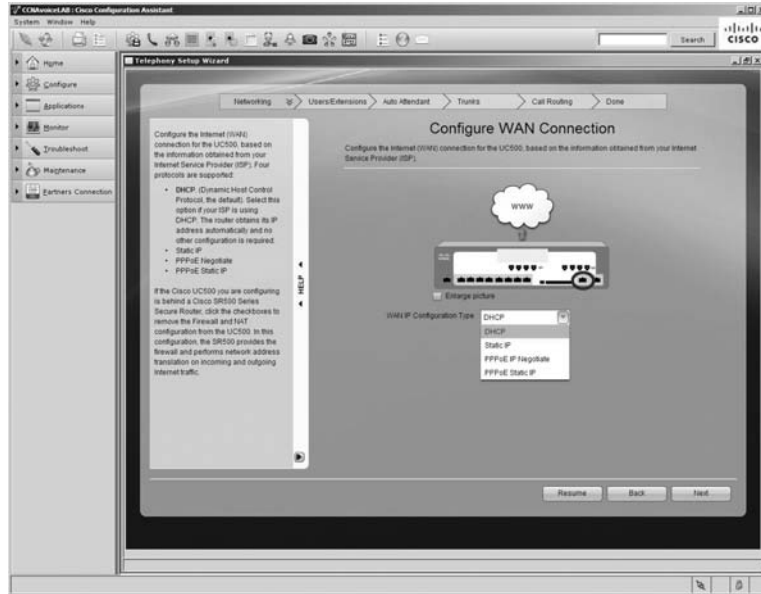 CCNAvoiceLAB : Cisco Configuration Assistant
System Window Help
Search
CISCO
Home
Configure
Applications
Monitor
Troubleshoot
Maintenance
Partners Connection
Telephony Setup Wizard
Networking
Users/Extensions
Auto Attendant
Trunks
Call Routing
Done
Configure the Internet (WAN)
connection for the UC500, based on
the information obtained from your
Internet Service Provider (ISP). Four
protocols are supported:
• DHCP. (Dynamic Host Control
Protocol, the default). Select this
option if your ISP is using
DHCP. The router obtains its IP
address automatically and no
other configuration is required.
• Static IP
• PPPoE Negotiate
• PPPoE Static IP
If the Cisco UC500 you are configuring
is behind a Cisco SR500 Series
Secure Router, click the checkboxes to
remove the Firewall and NAT
configuration from the UC500. In this
configuration, the SR500 provides the
firewall and performs network address
translation on incoming and outgoing
Internet traffic.
HELP
Configure WAN Connection
Configure the Internet (WAN) connection for the UC500, based on the information obtained from your Internet
Service Provider (ISP).
WWW
Enlarge picture
WAN IP Configuration Type
DHCP
DHCP
Static IP
PPPoE IP Negotiate
PPPoE Static IP
Resume
Back
Next